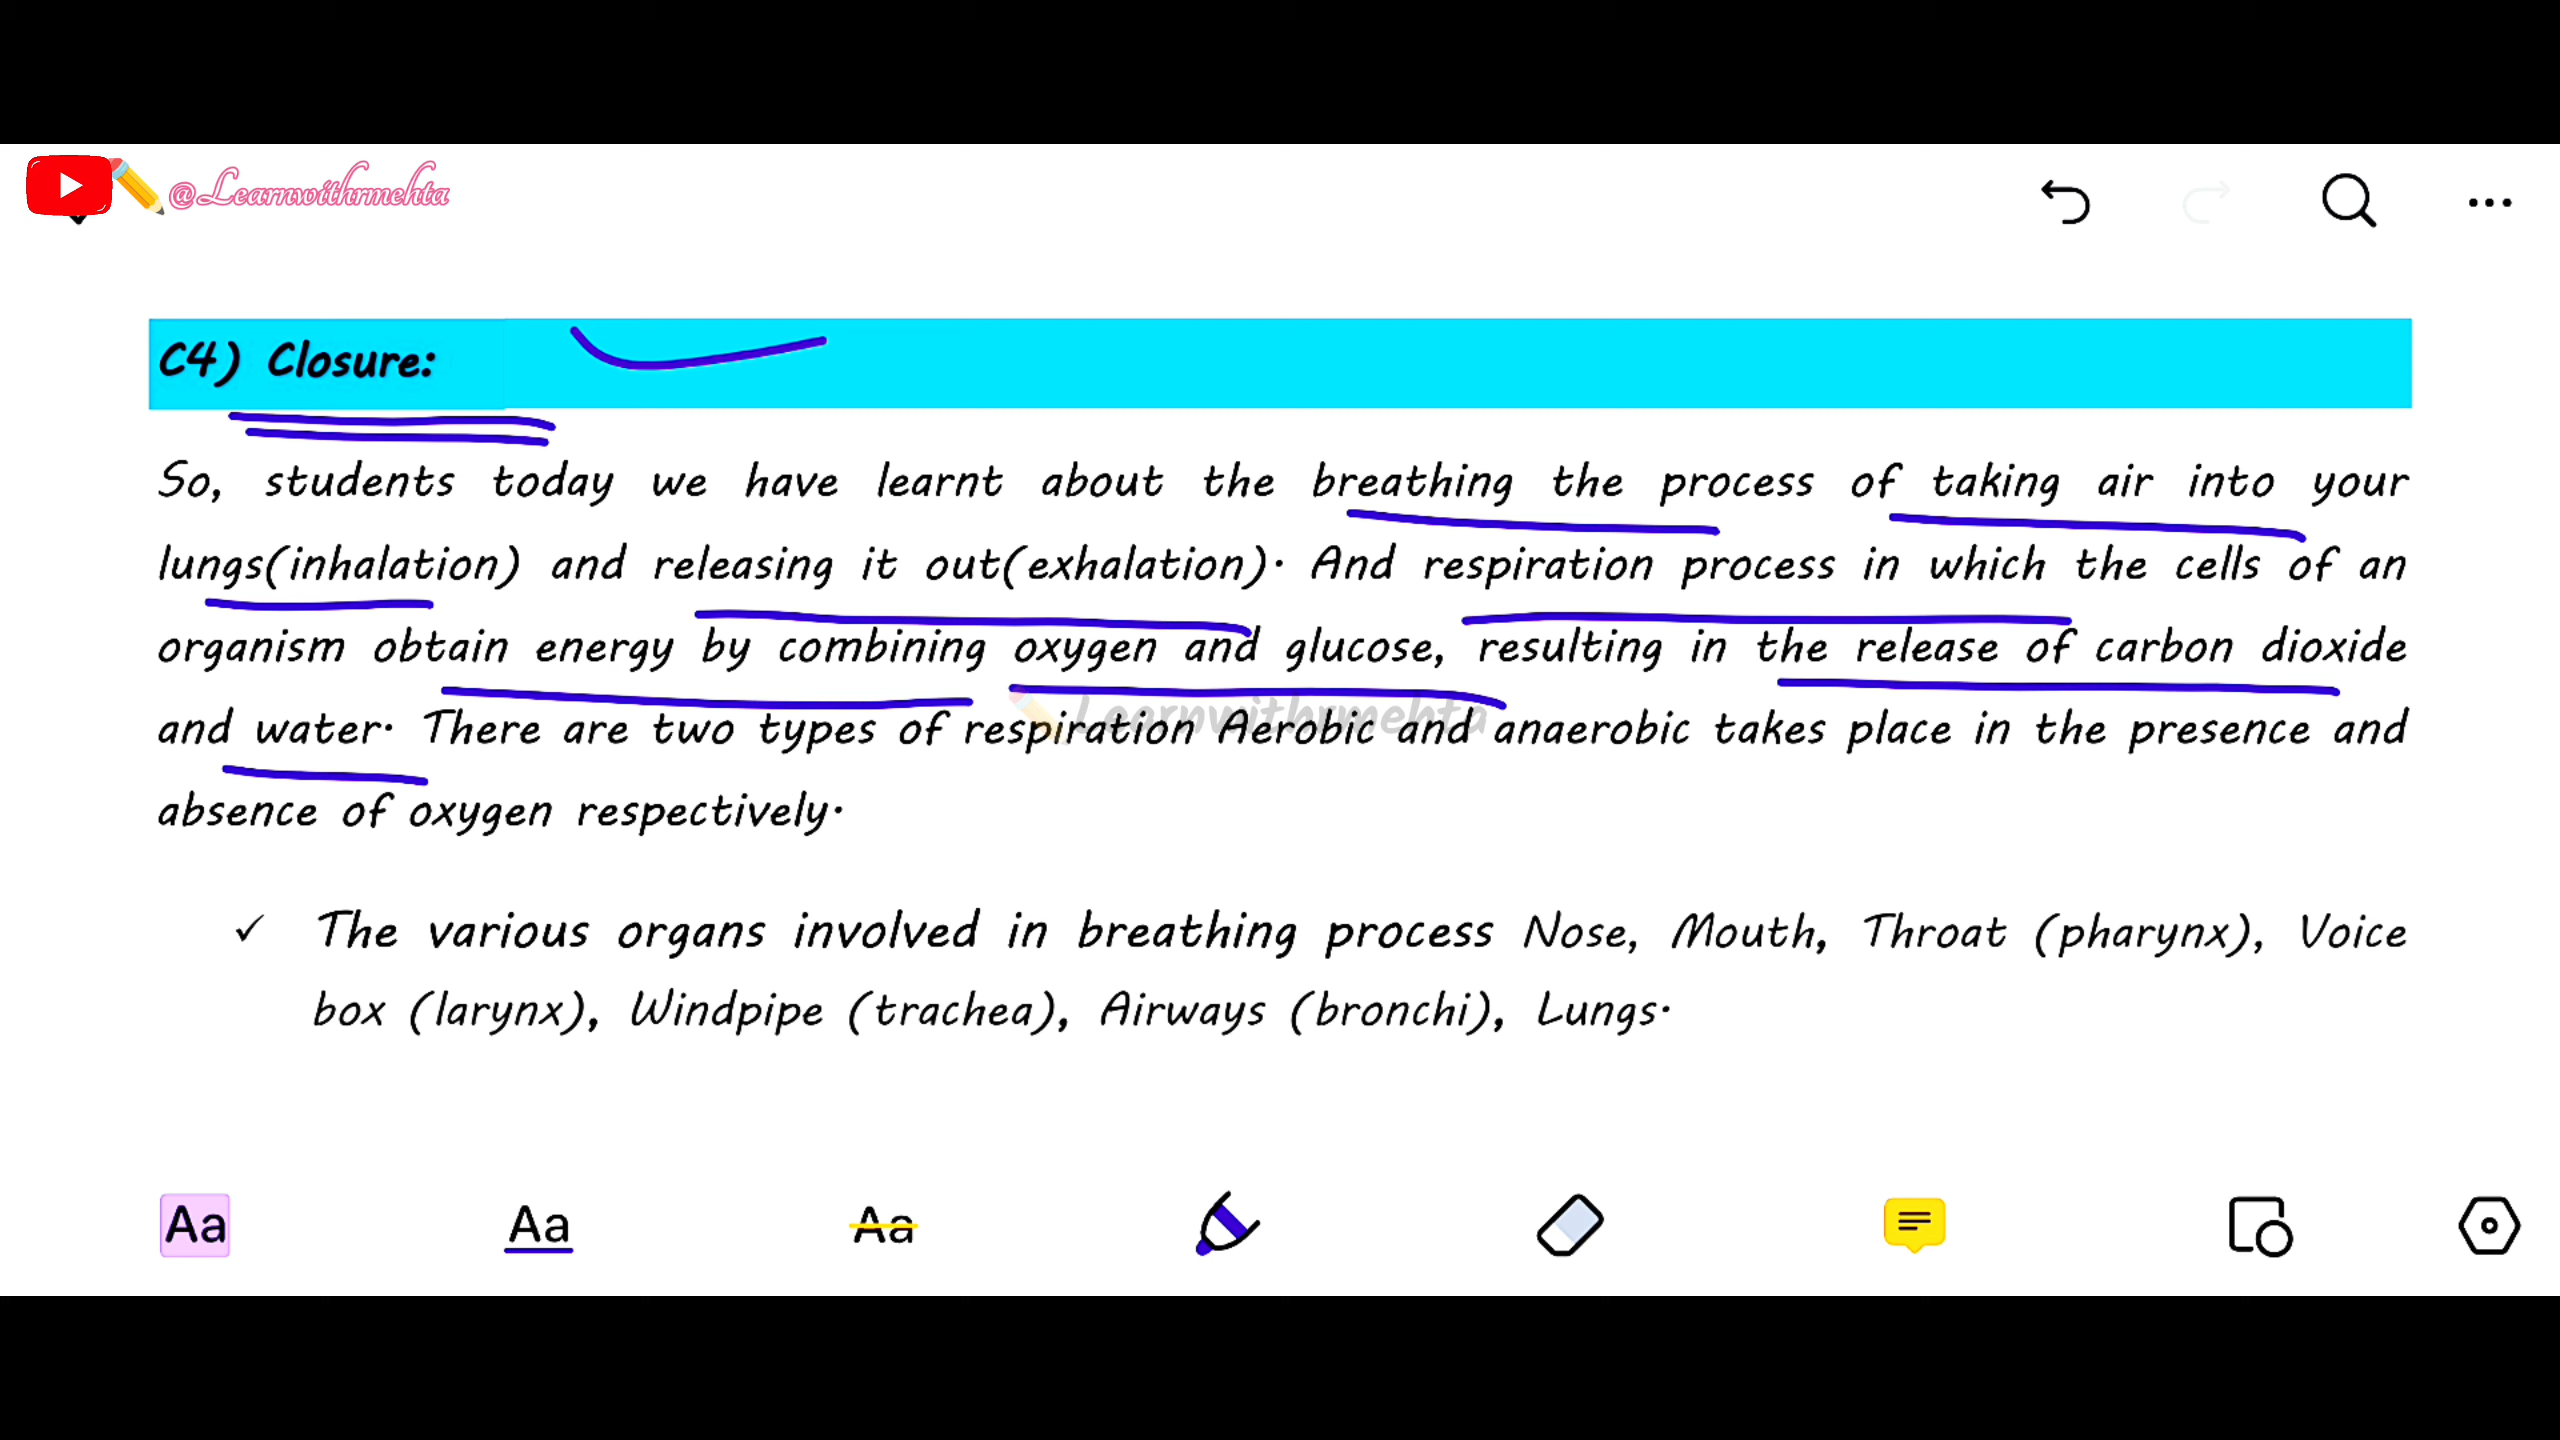 @Learnwithrmehta
C4) Closure:
So, students today we have learnt about the breathing the process of taking air into your
lungs(inhalation) and releasing it out(exhalation). And respiration process in which the cells of an
organism obtain energy by combining oxygen and glucose, resulting in the release of carbon dioxide
Learnwithrmehta
and water. There are two types of respiration Aerobic and anaerobic takes place in the presence and
absence of oxygen respectively.
✓ The various organs involved in breathing process Nose, Mouth, Throat (pharynx), Voice
box (larynx), Windpipe (trachea), Airways (bronchi), Lungs.
Aa Aa Aa